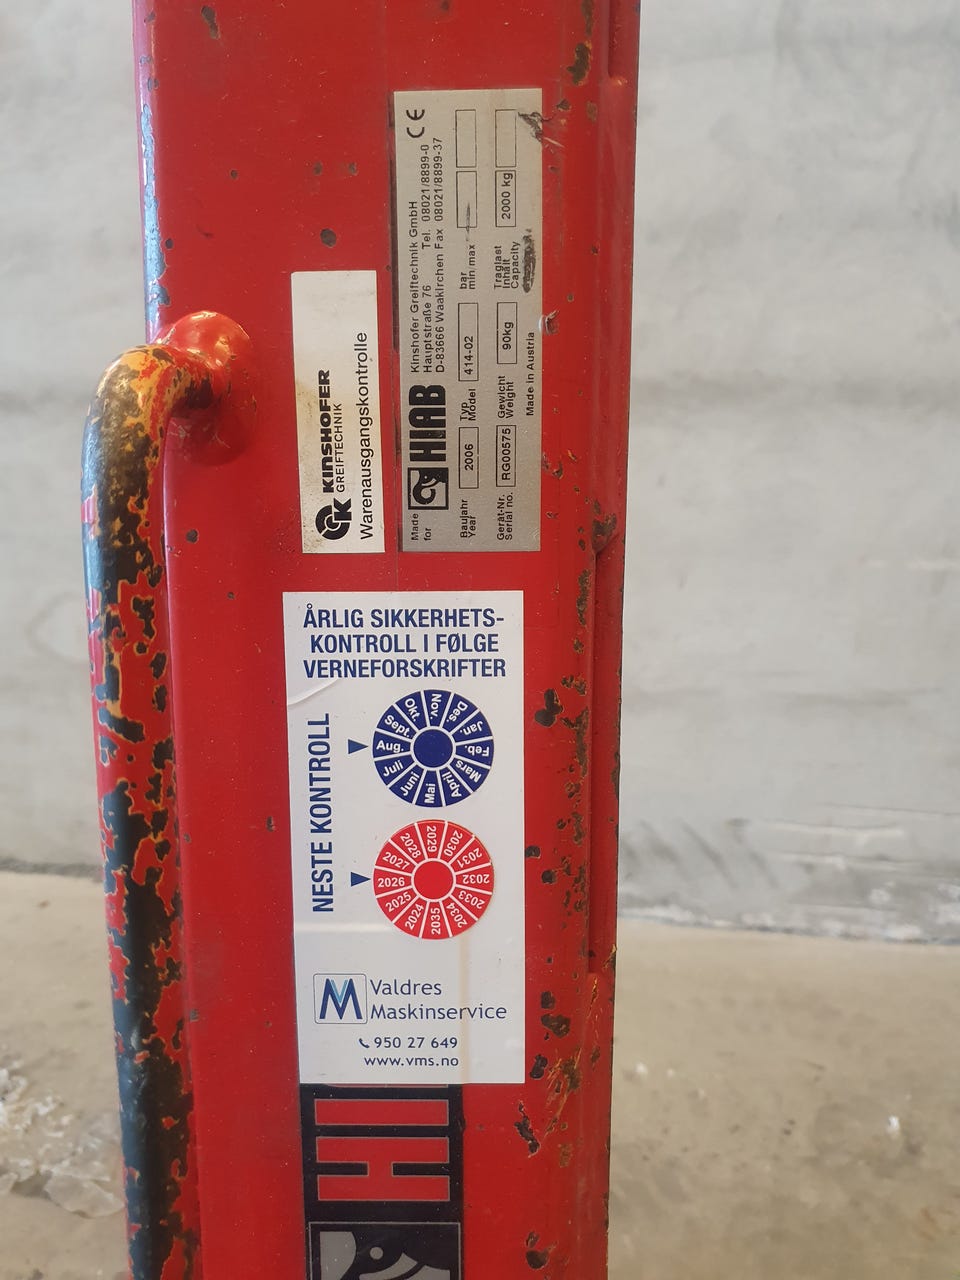 Made
for
HIAB
Kinshofer Greiftechnik GmbH
Hauptstraße 76 Tel. 08021/8899-0
D-83666 Waakirchen Fax 08021/8899-37
CE
Baujahr
Year
2006
Typ
Model
414-02
bar
min/max
Gerät-Nr.
Serial no.
RG00575
Gewicht
Weight
90kg
Traglast
Inhalt
Capacity
2000 kg
Made in Austria
GK
KINSHOFER
GREIFTECHNIK
Warenausgangskontrolle
ÅRLIG SIKKERHETS-
KONTROLL I FØLGE
VERNEFORSKRIFTER
NESTE KONTROLL
Jan.
Feb.
Mars
April
Mai
Juni
Juli
Aug.
Sept.
Okt.
Nov.
Des.
2024
2025
2026
2027
2028
2029
2030
2031
2032
2033
2034
2035
VM Valdres
Maskinservice
950 27 649
www.vms.no
HI